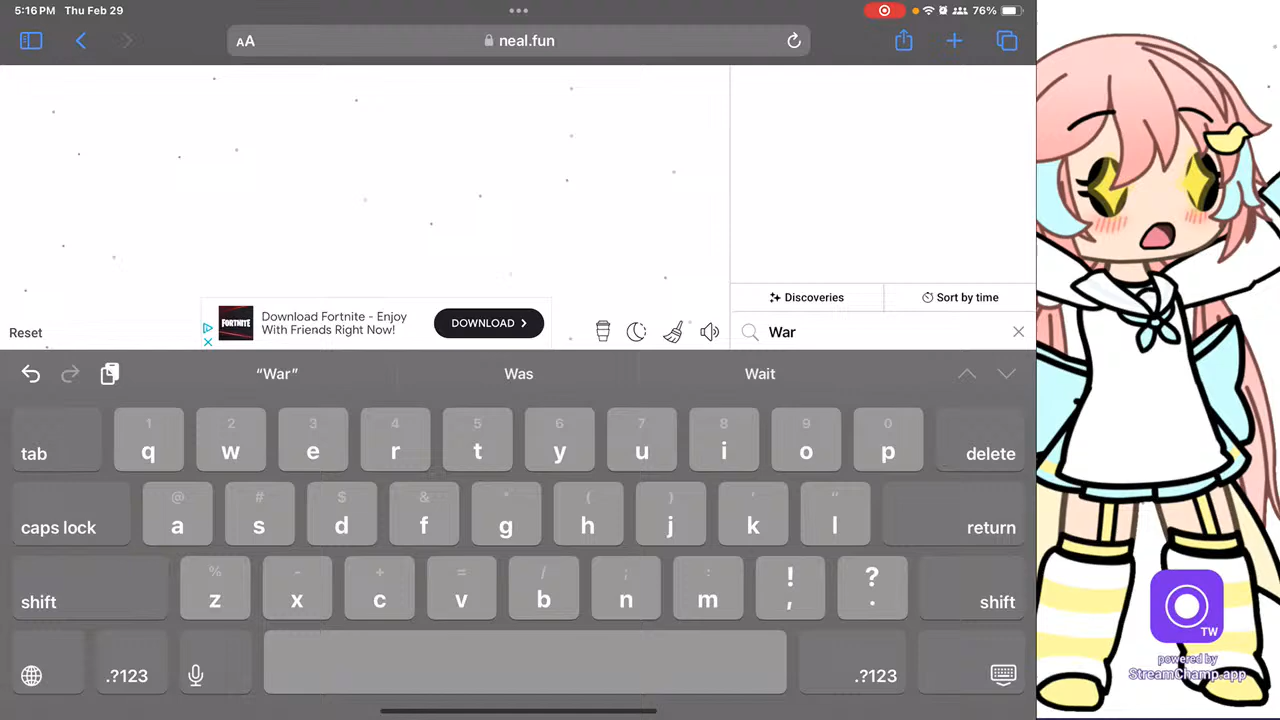 5:16 PM Thu Feb 29
76%
AA
neal.fun
Discoveries
Sort by time
Reset
FORTNITE
Download Fortnite - Enjoy
With Friends Right Now!
DOWNLOAD >
War
"War" Was Wait
1 2 3 4 5 6 7 8 9 0
tab q w e r t y u i o p delete
@ # $ & * ( ) ' "
caps lock a s d f g h j k l return
% - + = / ; : ! ?
shift z x c v b n m , . shift
.?123 .?123
TW
powered by
StreamChamp.app